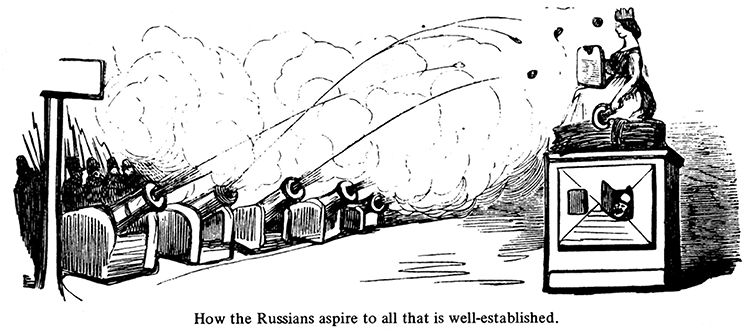 How the Russians aspire to all that is well-established.